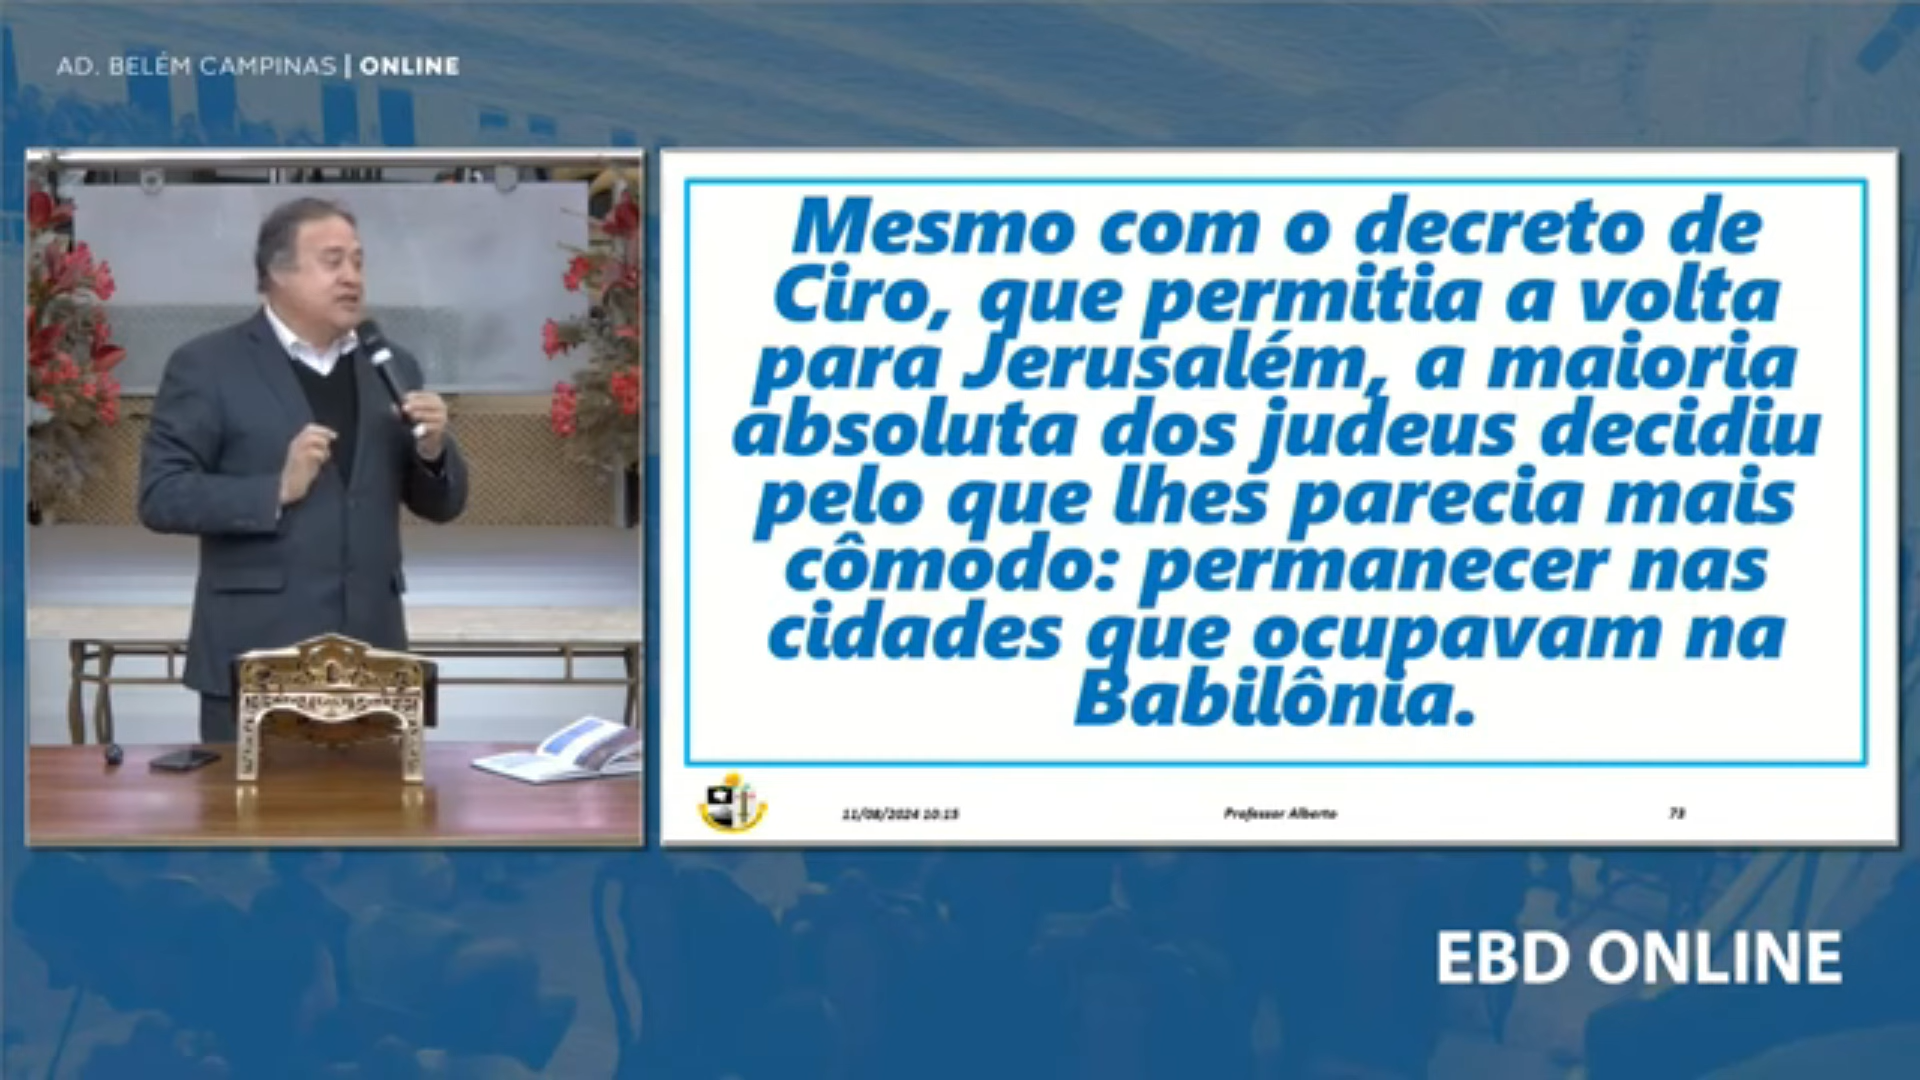 AD. BELÉM CAMPINAS | ONLINE
Mesmo com o decreto de
Ciro, que permitia a volta
para Jerusalém, a maioria
absoluta dos judeus decidiu
pelo que lhes parecia mais
cômodo: permanecer nas
cidades que ocupavam na
Babilônia.
11/08/2024 10:15 Professor Alberto 73
EBD ONLINE